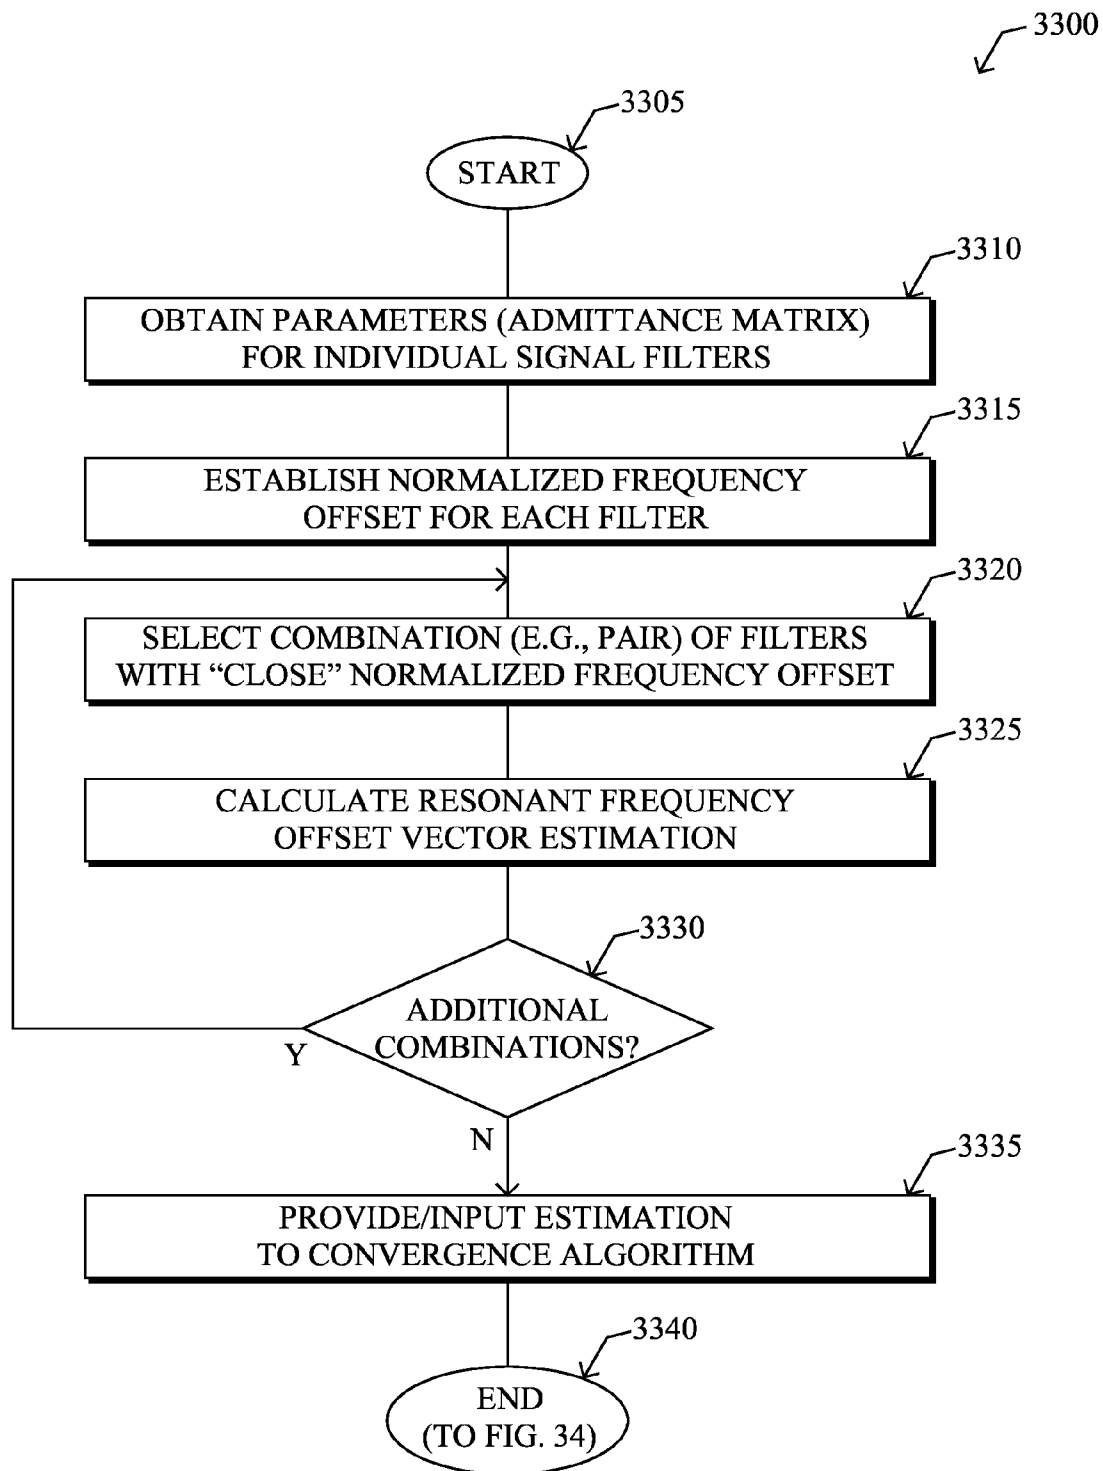 3300
3305
START
3310
OBTAIN PARAMETERS (ADMITTANCE MATRIX)
FOR INDIVIDUAL SIGNAL FILTERS
3315
ESTABLISH NORMALIZED FREQUENCY
OFFSET FOR EACH FILTER
3320
SELECT COMBINATION (E.G., PAIR) OF FILTERS
WITH “CLOSE” NORMALIZED FREQUENCY OFFSET
3325
CALCULATE RESONANT FREQUENCY
OFFSET VECTOR ESTIMATION
3330
ADDITIONAL
COMBINATIONS?
Y
N
3335
PROVIDE/INPUT ESTIMATION
TO CONVERGENCE ALGORITHM
3340
END
(TO FIG. 34)